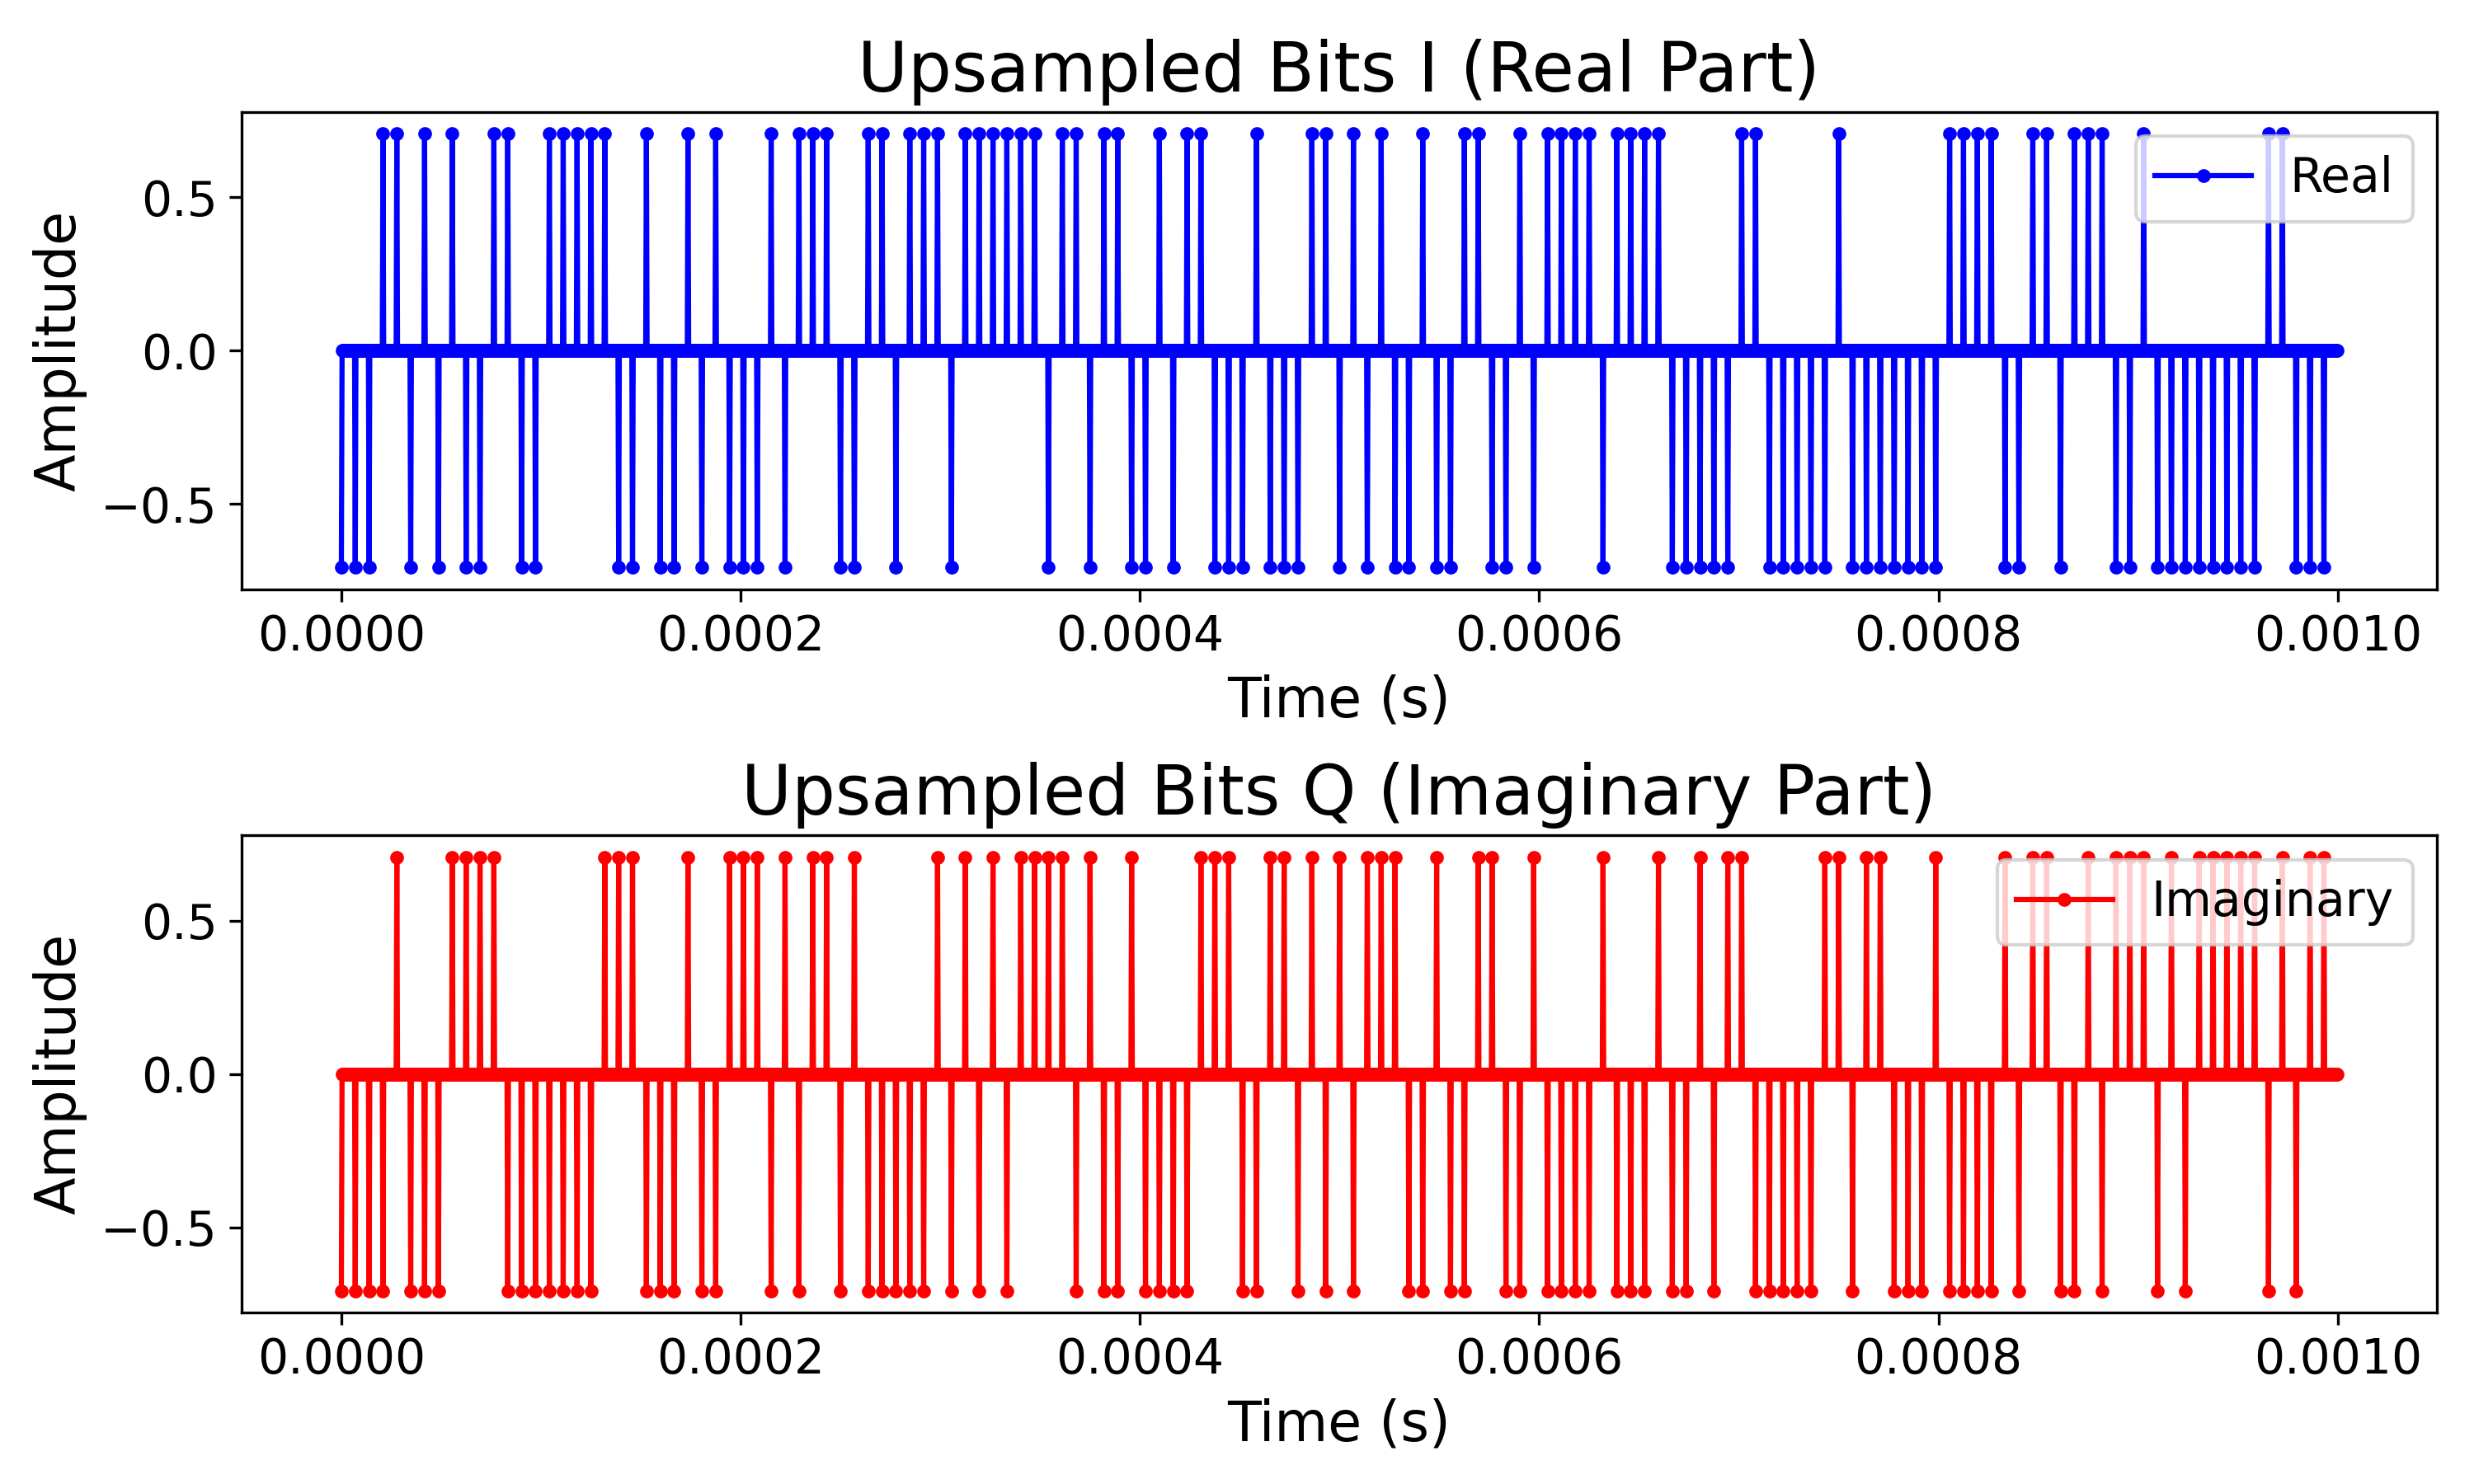 Upsampled Bits I (Real Part)
Real
0.5
0.0
−0.5
Amplitude
0.0000 0.0002 0.0004 0.0006 0.0008 0.0010
Time (s)
Upsampled Bits Q (Imaginary Part)
Imaginary
0.5
0.0
−0.5
Amplitude
0.0000 0.0002 0.0004 0.0006 0.0008 0.0010
Time (s)